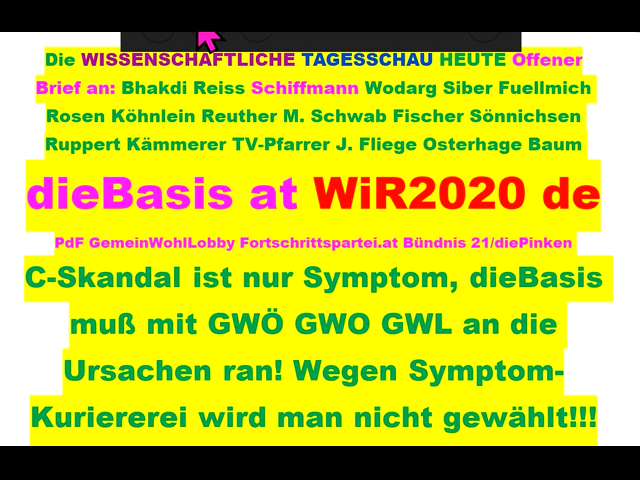 Die WISSENSCHAFTLICHE TAGESSCHAU HEUTE Offener
Brief an: Bhakdi Reiss Schiffmann Wodarg Siber Fuellmich
Rosen Köhnlein Reuther M. Schwab Fischer Sönnichsen
Ruppert Kämmerer TV-Pfarrer J. Fliege Osterhage Baum
dieBasis at WiR2020 de
PdF GemeinWohlLobby Fortschrittspartei.at Bündnis 21/diePinken
C-Skandal ist nur Symptom, dieBasis
muß mit GWÖ GWO GWL an die
Ursachen ran! Wegen Symptom-
Kuriererei wird man nicht gewählt!!!